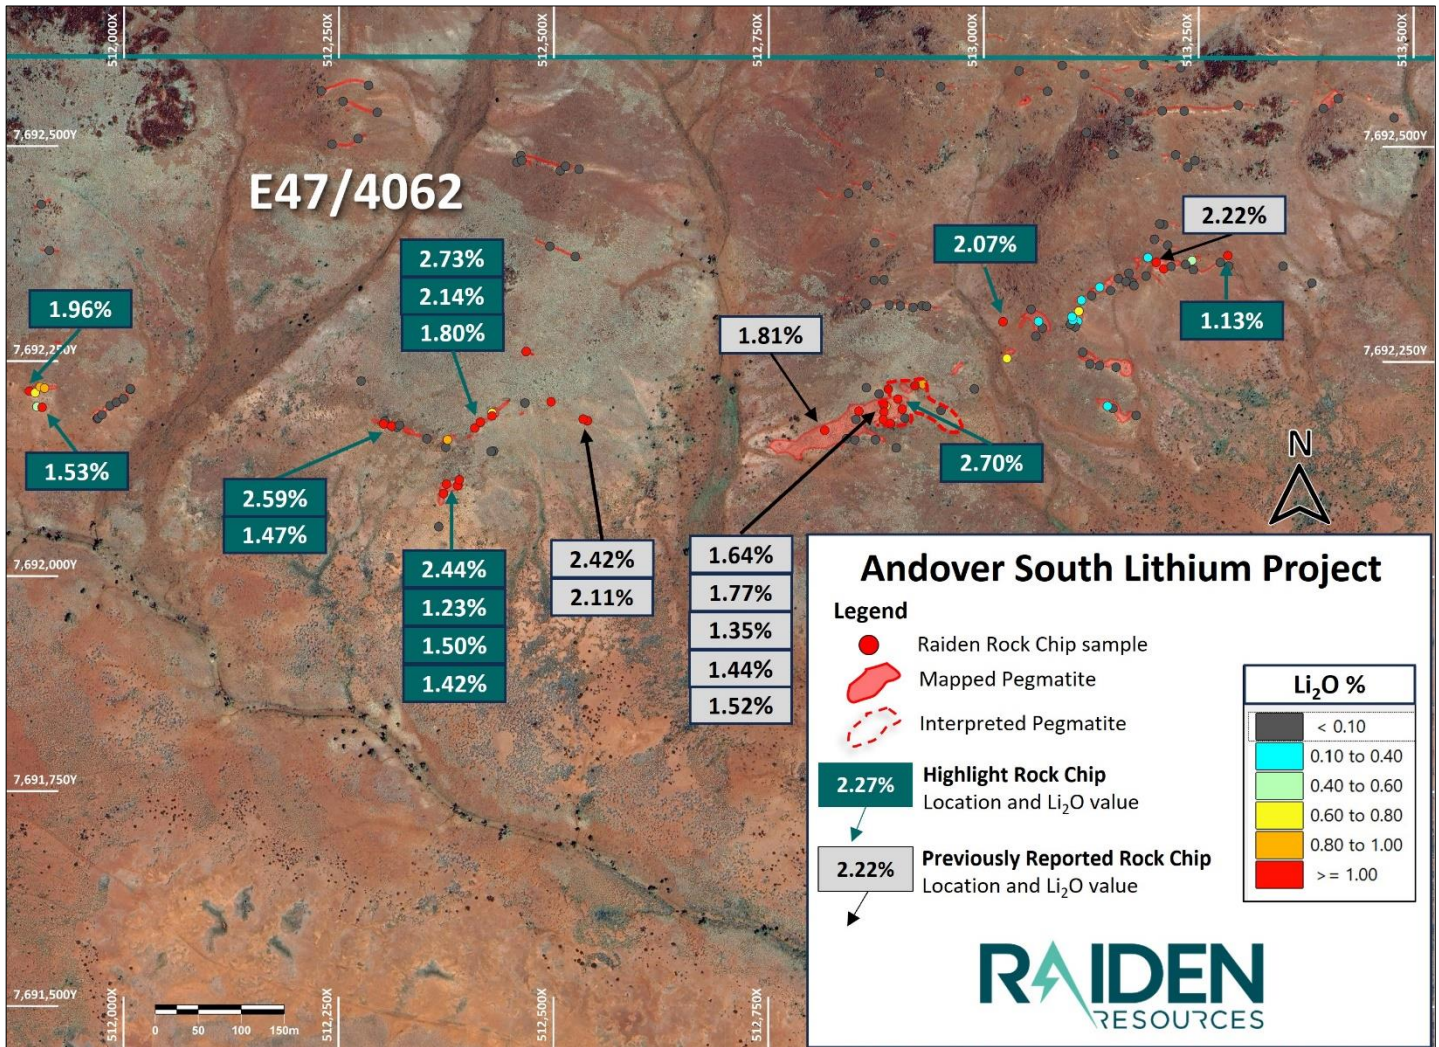 512,000X
512,250X
512,500X
512,750X
513,000X
513,250X
513,500X
7,692,500Y
7,692,500Y
E47/4062
2.22%
2.07%
2.73%
2.14%
1.80%
1.96%
1.13%
1.81%
7,692,250Y
7,692,250Y
1.53%
2.70%
2.59%
1.47%
N
2.44%
1.23%
1.50%
1.42%
2.42%
2.11%
1.64%
1.77%
1.35%
1.44%
1.52%
7,692,000Y
7,691,750Y
7,691,500Y
0 50 100 150m
512,000X
512,250X
512,500X
512,750X
Andover South Lithium Project
Legend
Raiden Rock Chip sample
Mapped Pegmatite
Interpreted Pegmatite
2.27%
Highlight Rock Chip
Location and Li₂O value
2.22%
Previously Reported Rock Chip
Location and Li₂O value
Li₂O %
< 0.10
0.10 to 0.40
0.40 to 0.60
0.60 to 0.80
0.80 to 1.00
>= 1.00
RAIDEN
RESOURCES